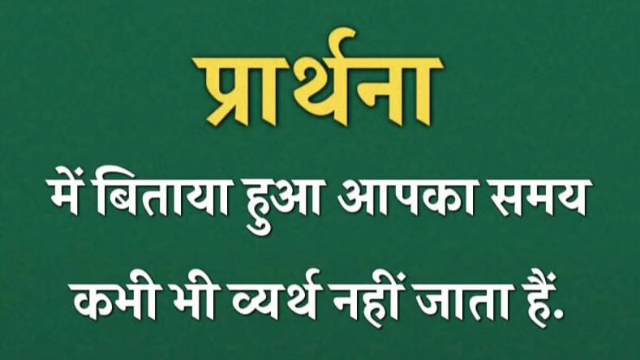 प्रार्थना
में बिताया हुआ आपका समय
कभी भी व्यर्थ नहीं जाता हैं.